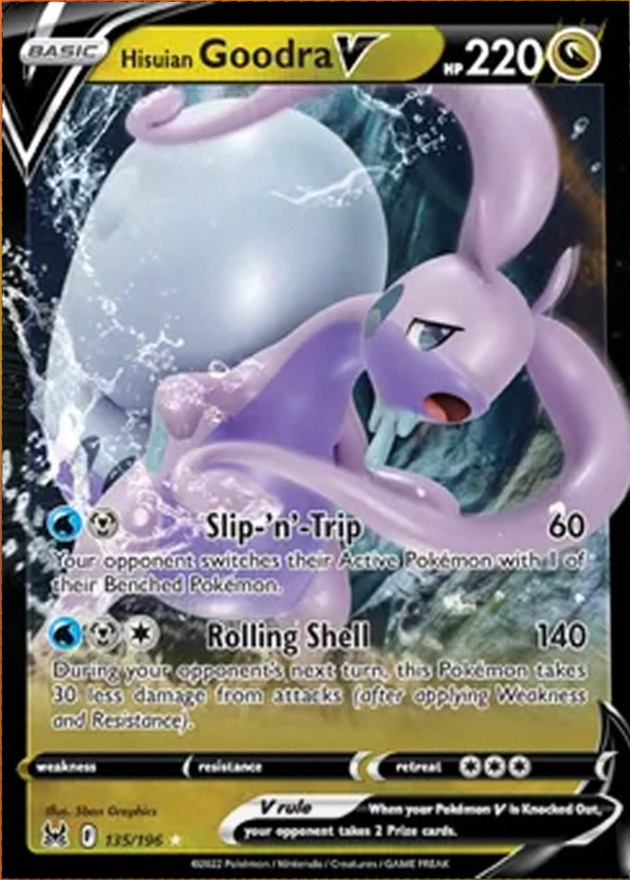 BASIC
Hisuian Goodra V HP 220
Slip-'n'-Trip 60
Your opponent switches their Active Pokémon with 1 of
their Benched Pokémon.
Rolling Shell 140
During your opponent's next turn, this Pokémon takes
30 less damage from attacks (after applying Weakness
and Resistance).
weakness resistance retreat
Illus. 5ban Graphics
V rule When your Pokémon V is Knocked Out,
your opponent takes 2 Prize cards.
F 135/196
©2022 Pokémon / Nintendo / Creatures / GAME FREAK